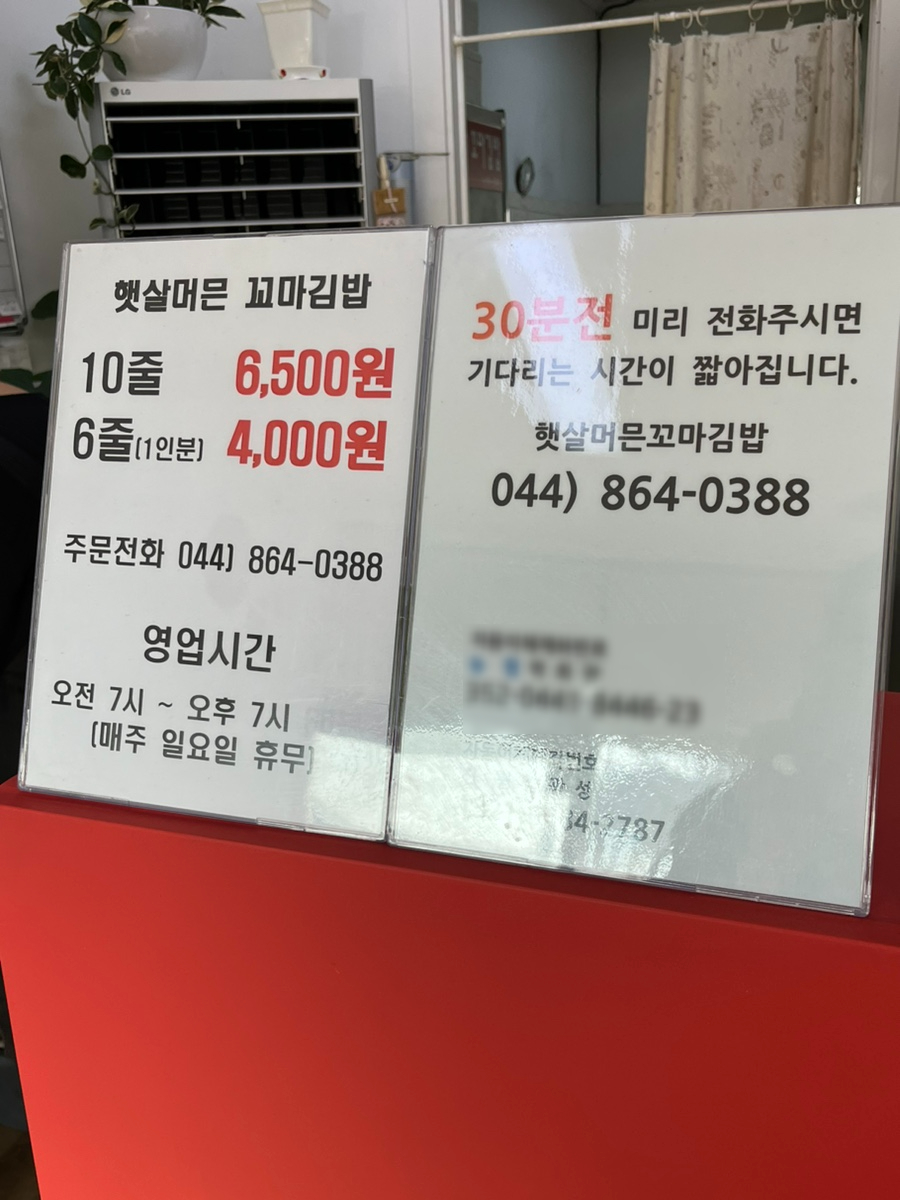 LG
햇살머믄 꼬마김밥
10줄 6,500원
6줄(1인분) 4,000원
주문전화 044) 864-0388
영업시간
오전 7시 ~ 오후 7시
(매주 일요일 휴무)
30분전 미리 전화주시면
기다리는 시간이 짧아집니다.
햇살머믄꼬마김밥
044) 864-0388